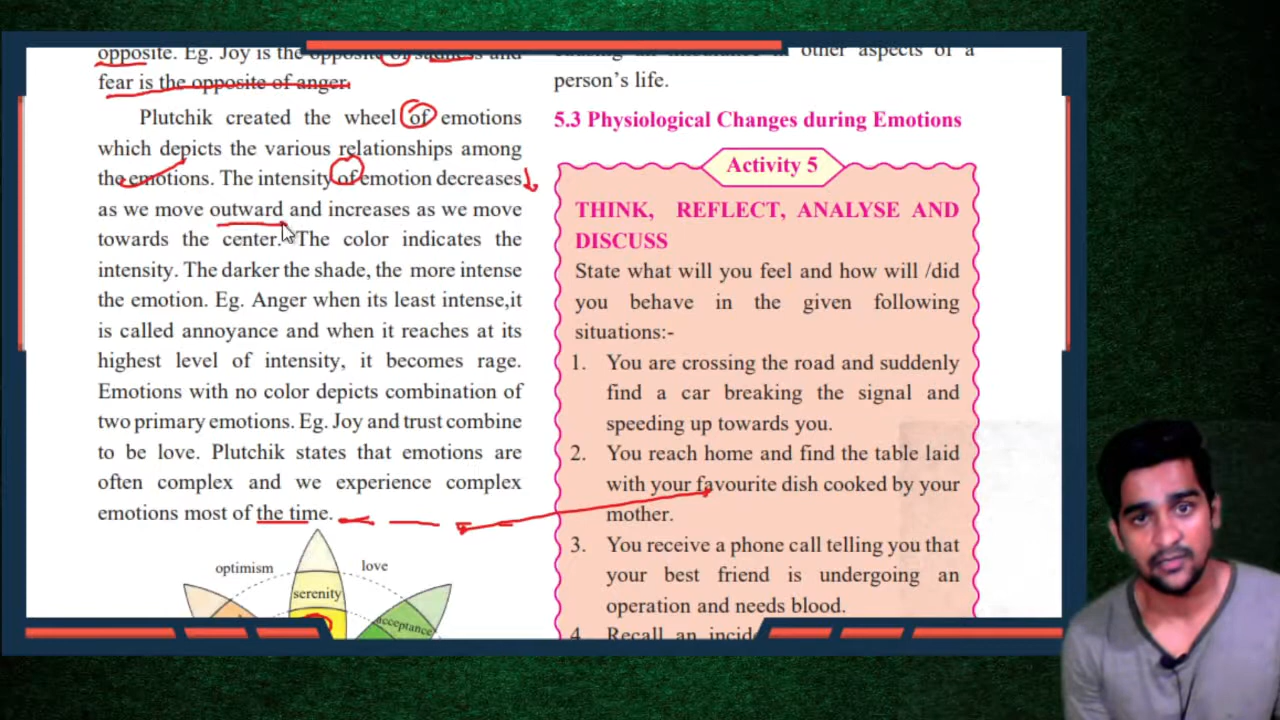 opposite. Eg. Joy is the opposite of sadness and
fear is the opposite of anger.
Plutchik created the wheel of emotions
which depicts the various relationships among
the emotions. The intensity of emotion decreases
as we move outward and increases as we move
towards the center. The color indicates the
intensity. The darker the shade, the more intense
the emotion. Eg. Anger when its least intense,it
is called annoyance and when it reaches at its
highest level of intensity, it becomes rage.
Emotions with no color depicts combination of
two primary emotions. Eg. Joy and trust combine
to be love. Plutchik states that emotions are
often complex and we experience complex
emotions most of the time.
optimism
love
serenity
acceptance
other aspects of a
person's life.
5.3 Physiological Changes during Emotions
Activity 5
THINK, REFLECT, ANALYSE AND
DISCUSS
State what will you feel and how will /did
you behave in the given following
situations:-
1. You are crossing the road and suddenly
find a car breaking the signal and
speeding up towards you.
2. You reach home and find the table laid
with your favourite dish cooked by your
mother.
3. You receive a phone call telling you that
your best friend is undergoing an
operation and needs blood.
4. Recall an